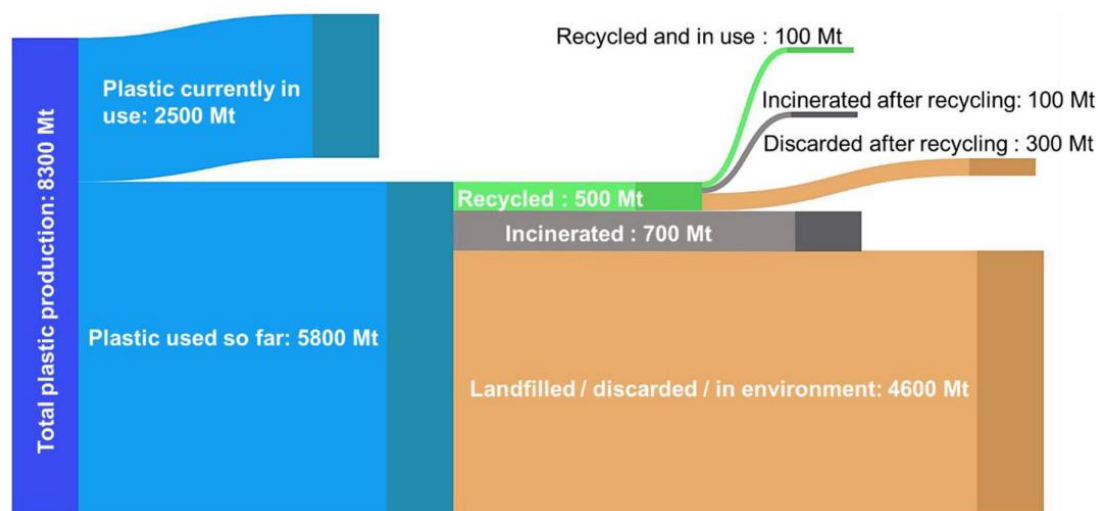 Total plastic production: 8300 Mt
Plastic currently in
use: 2500 Mt
Plastic used so far: 5800 Mt
Recycled and in use : 100 Mt
Incinerated after recycling: 100 Mt
Discarded after recycling : 300 Mt
Recycled : 500 Mt
Incinerated : 700 Mt
Landfilled / discarded / in environment: 4600 Mt